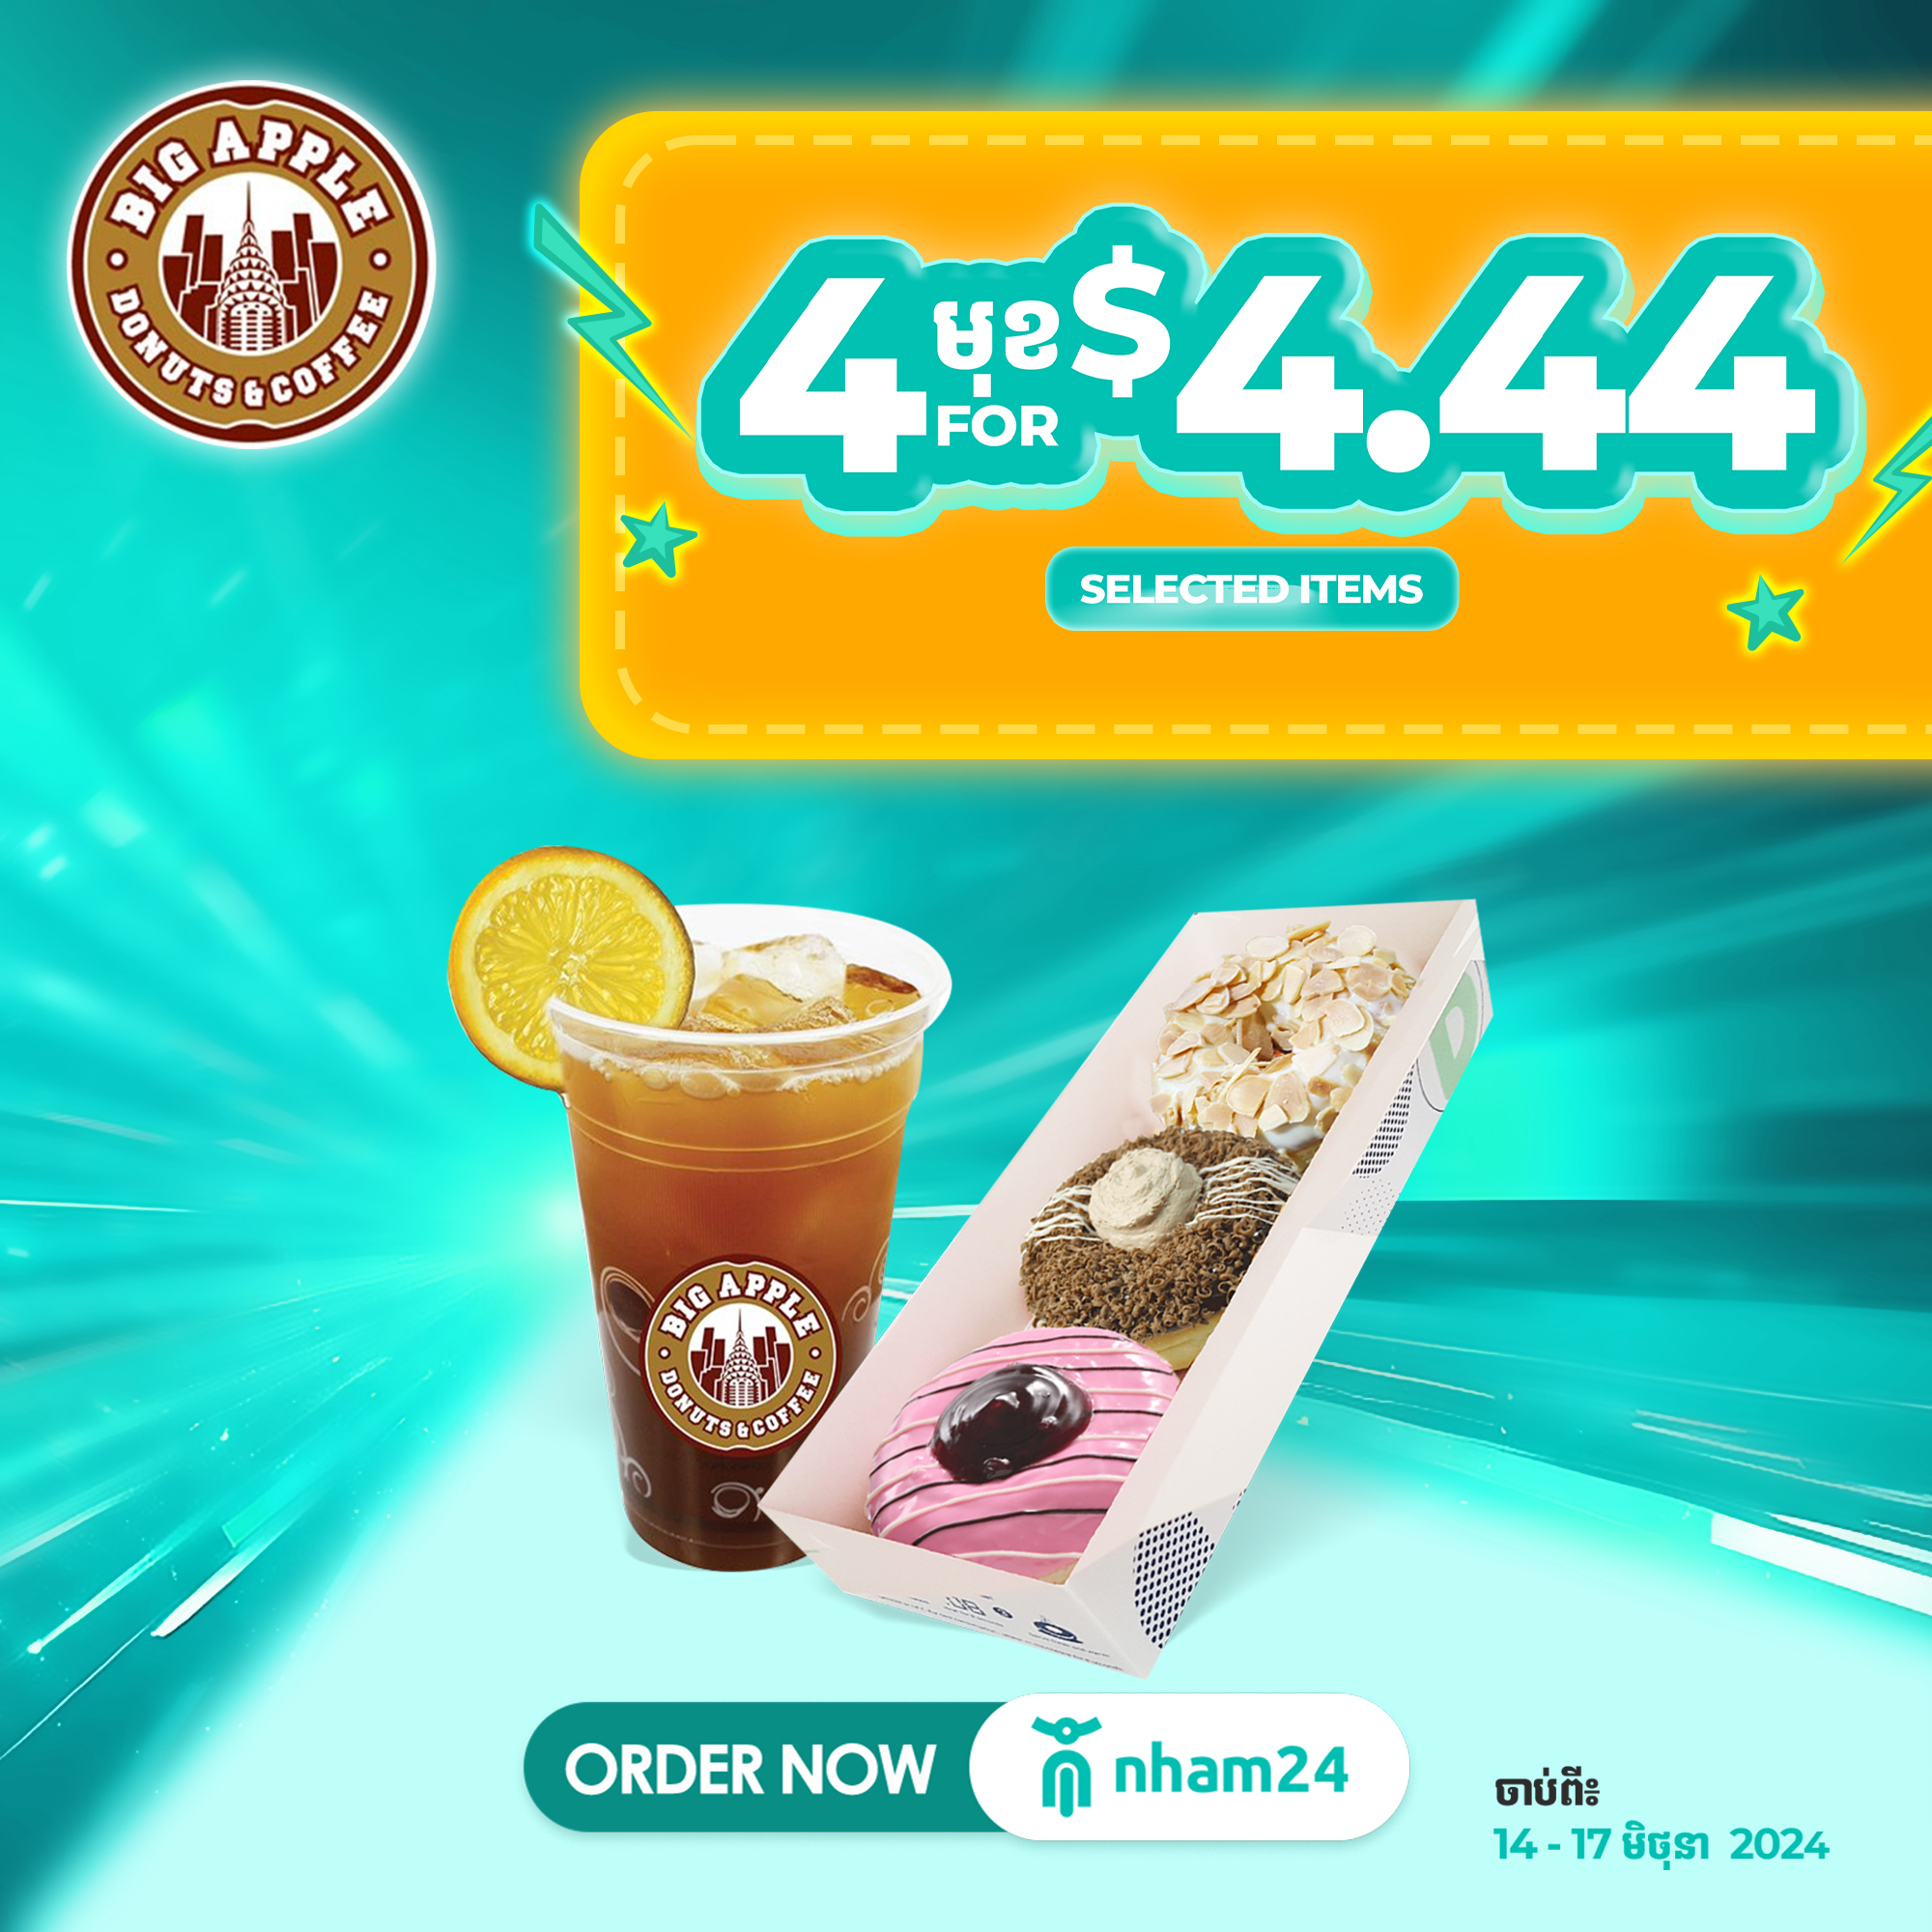 BIG APPLE
DONUTS & COFFEE
4 មុខ FOR $4.44
SELECTED ITEMS
BIG APPLE
DONUTS & COFFEE
ORDER NOW
nham24
ចាប់ពី៖
14 - 17 មិថុនា 2024